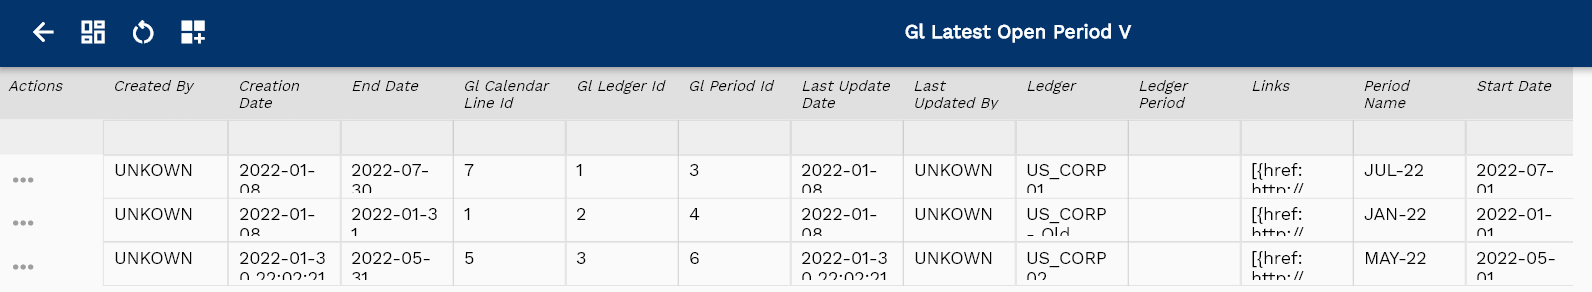 Gl Latest Open Period V
Actions Created By Creation Date End Date Gl Calendar Line Id Gl Ledger Id Gl Period Id Last Update Date Last Updated By Ledger Ledger Period Links Period Name Start Date
UNKOWN 2022-01-08 2022-07-30 7 1 3 2022-01-08 UNKOWN US_CORP 01 [{href: http:// JUL-22 2022-07-01
UNKOWN 2022-01-08 2022-01-31 1 2 4 2022-01-08 UNKOWN US_CORP - Old [{href: http:// JAN-22 2022-01-01
UNKOWN 2022-01-30 22:02:21 2022-05-31 5 3 6 2022-01-30 22:02:21 UNKOWN US_CORP 02 [{href: http:// MAY-22 2022-05-01